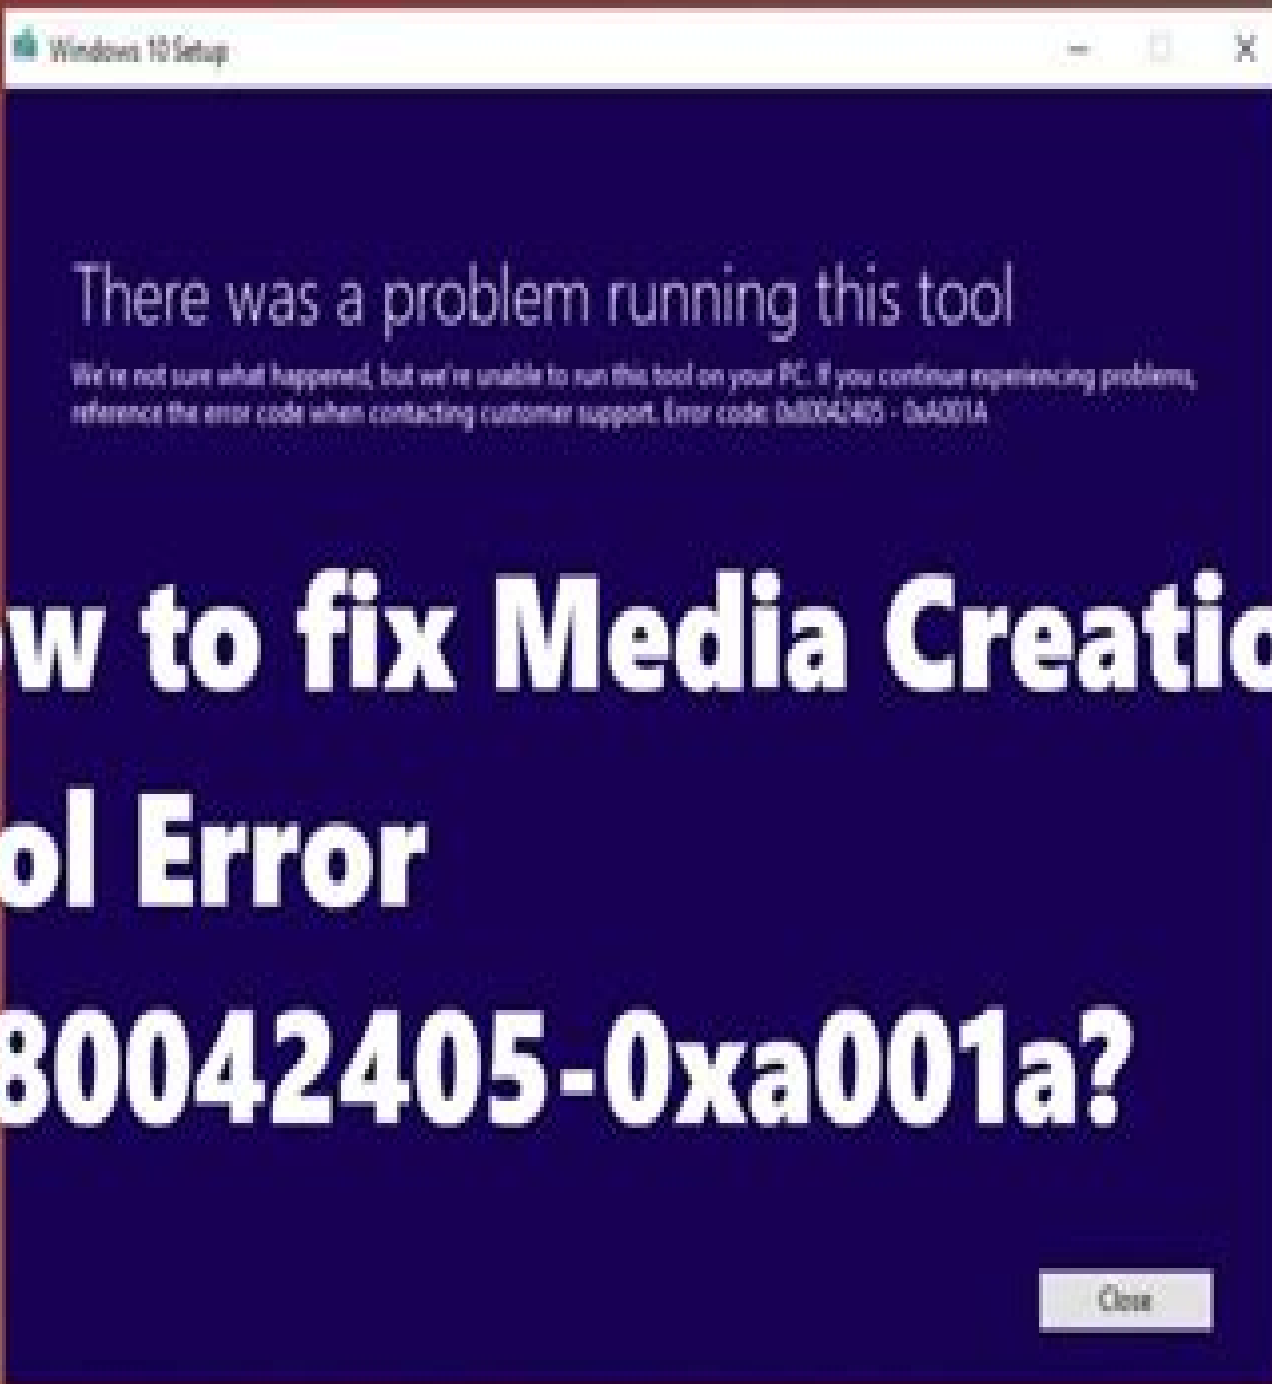 Windows 10 Setup
There was a problem running this tool
We're not sure what happened, but we're unable to run this tool on your PC. If you continue experiencing problems,
reference the error code when contacting customer support. Error code: 0x80042405 - 0xA001A
ow to fix Media Creatio
ol Error
80042405-0xa001a?
Close